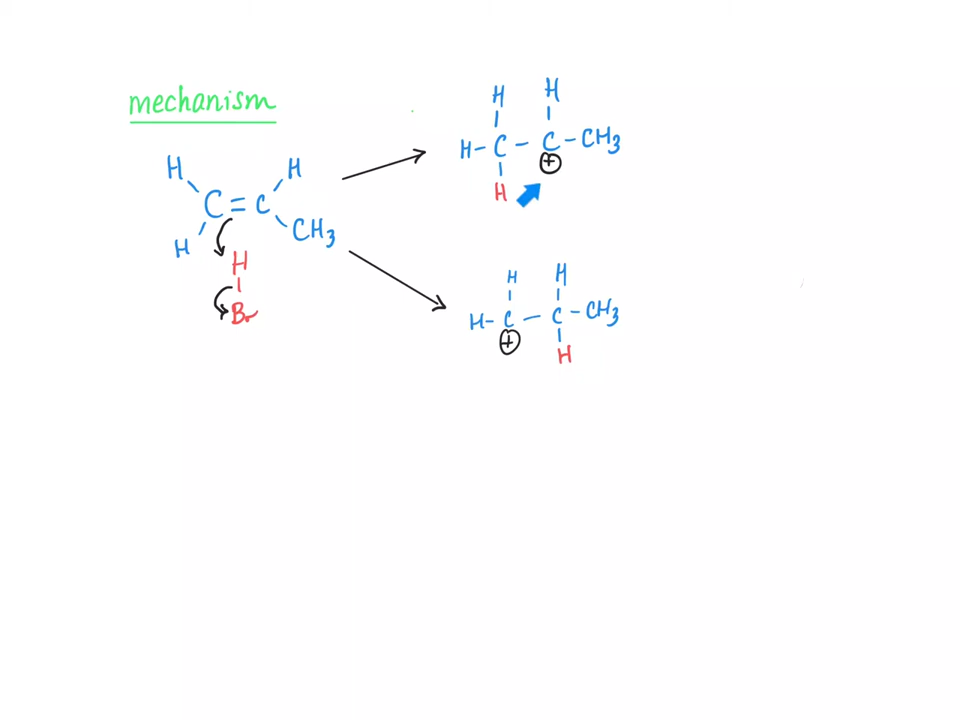 mechanism
H H
C = C
H CH3
H
Br
H H
H - C - C - CH3
+
H
H H
H - C - C - CH3
+
H